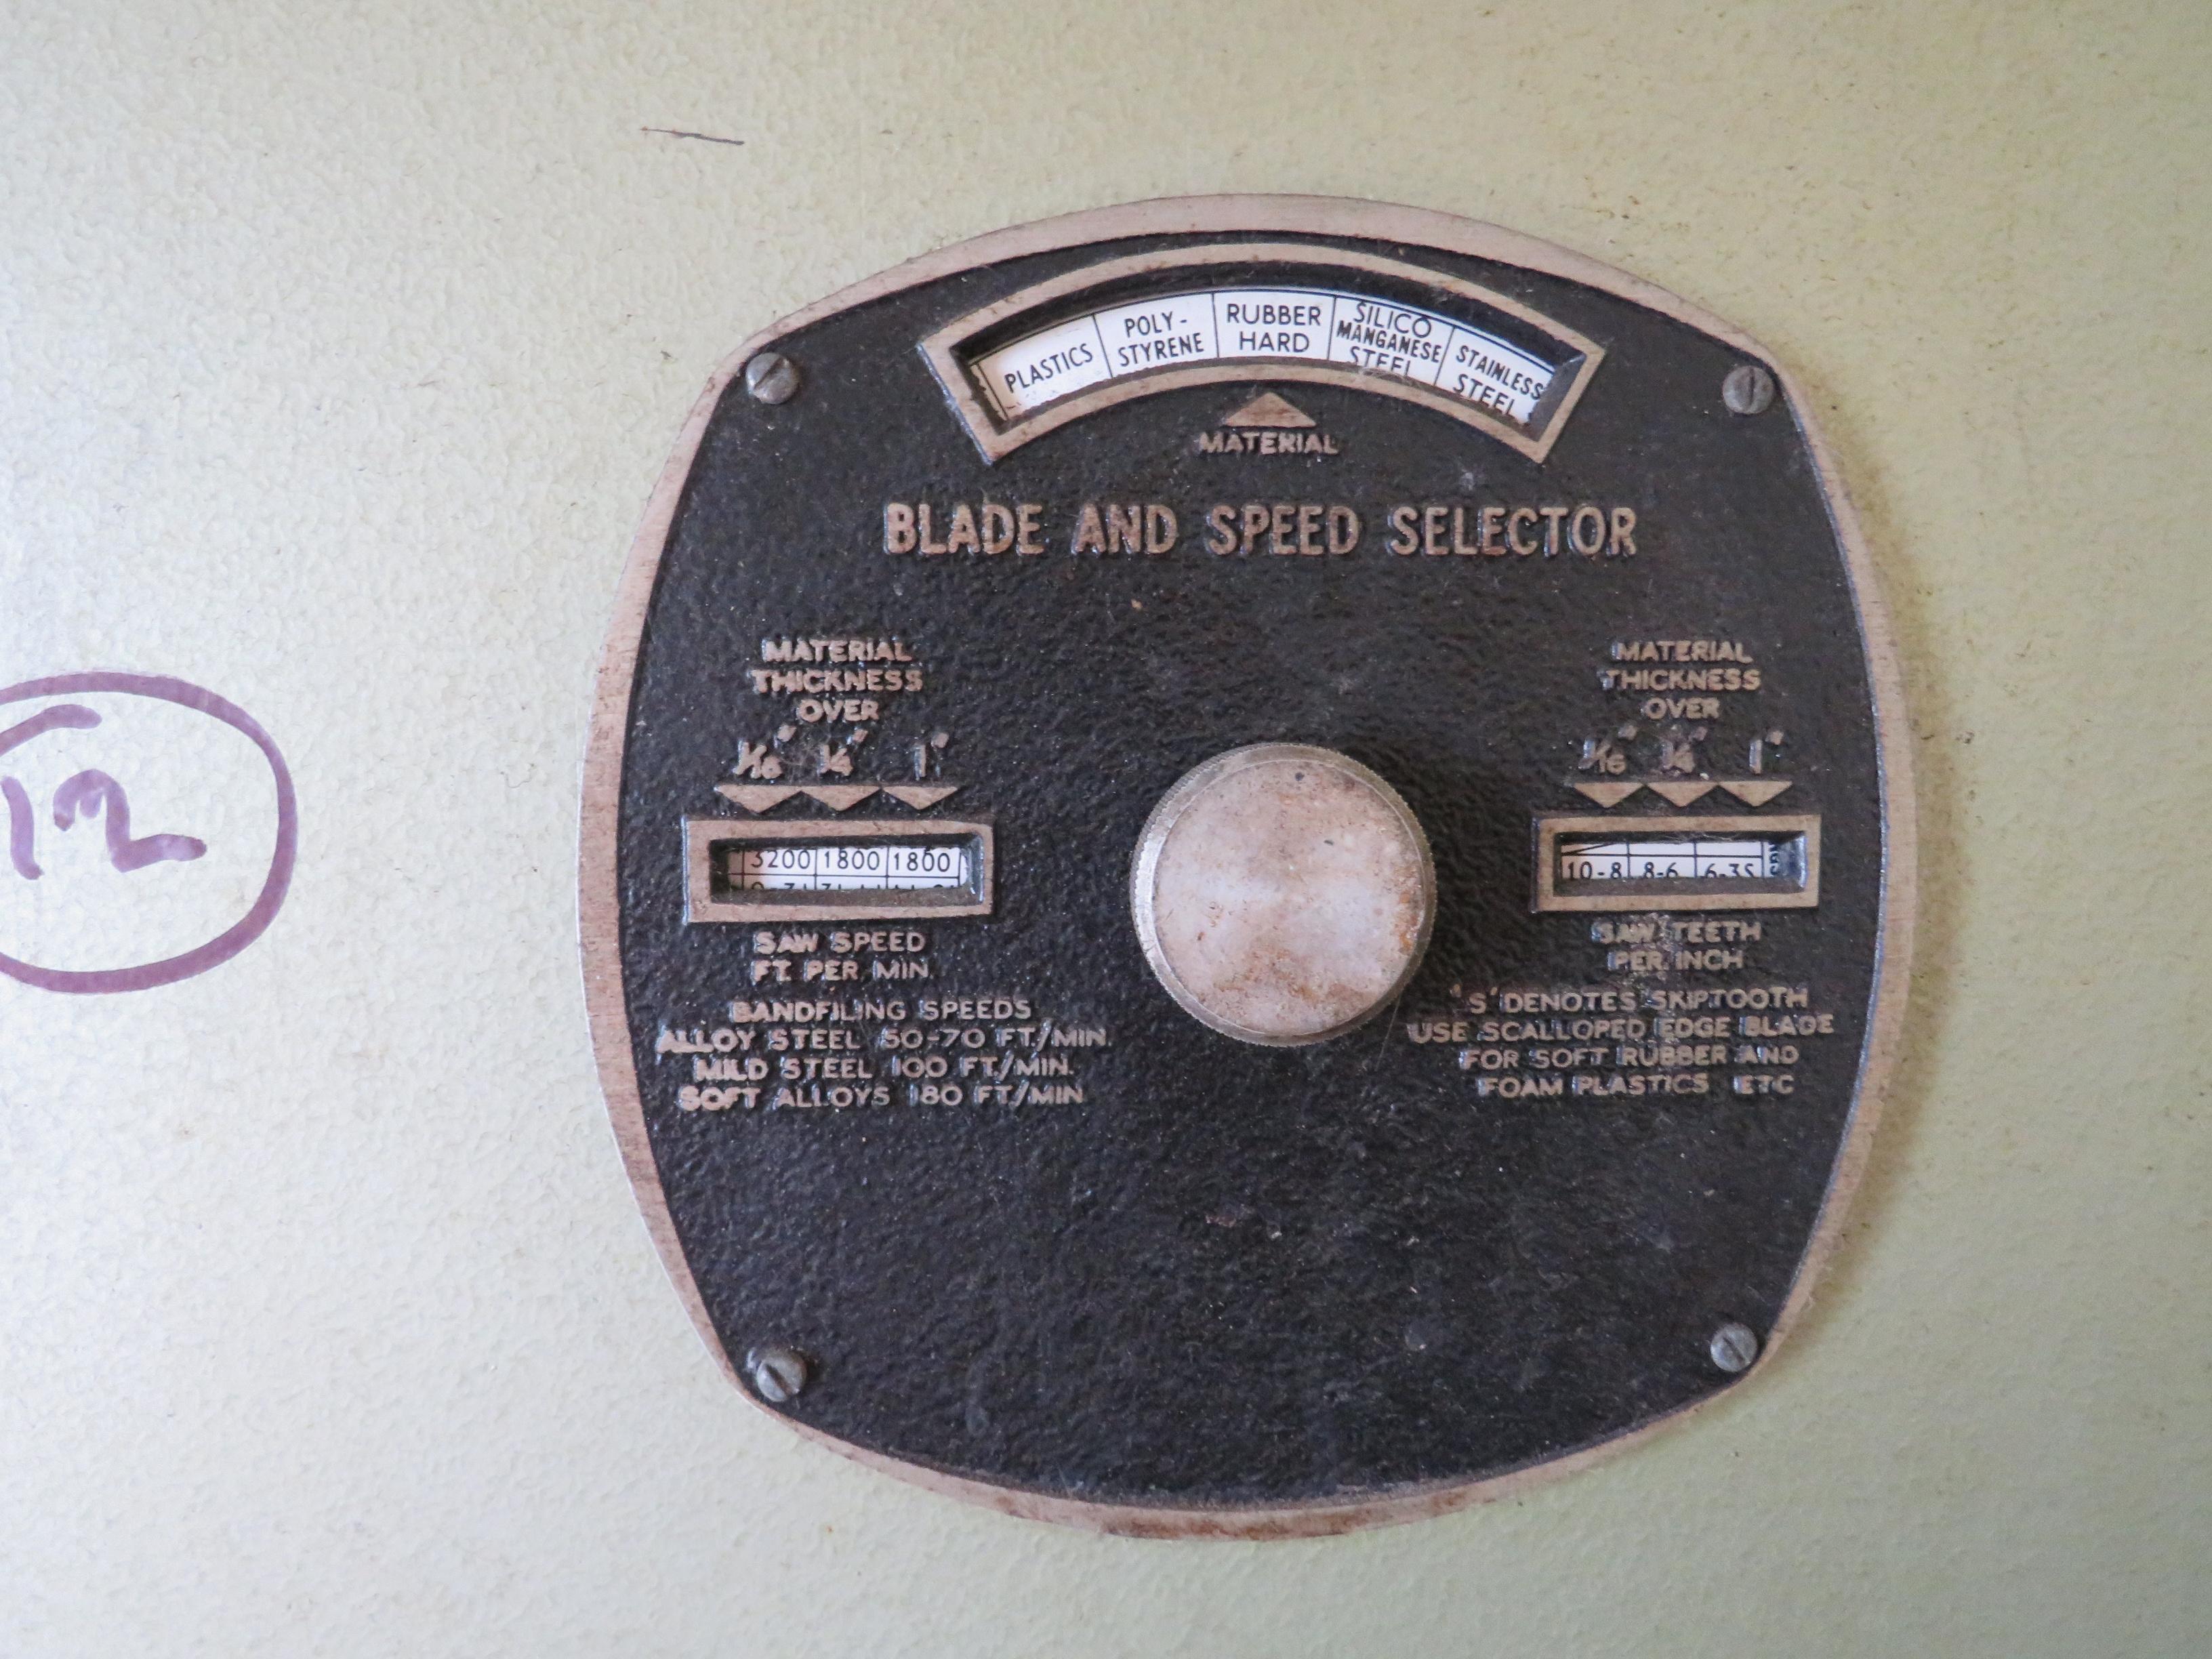 PLASTICS
POLY-
STYRENE
RUBBER
HARD
SILICO
MANGANESE
STEEL
STAINLESS
STEEL
MATERIAL
BLADE AND SPEED SELECTOR
MATERIAL
THICKNESS
OVER
1/16" 1/4" 1"
3200 1800 1800
SAW SPEED
FT. PER MIN.
BANDFILING SPEEDS
ALLOY STEEL 50-70 FT./MIN.
MILD STEEL 100 FT./MIN.
SOFT ALLOYS 180 FT/MIN
MATERIAL
THICKNESS
OVER
1/16" 1/4" 1"
10-8 8-6 6-3S
SAW TEETH
PER INCH
'S' DENOTES SKIPTOOTH
USE SCALLOPED EDGE BLADE
FOR SOFT RUBBER AND
FOAM PLASTICS ETC
12